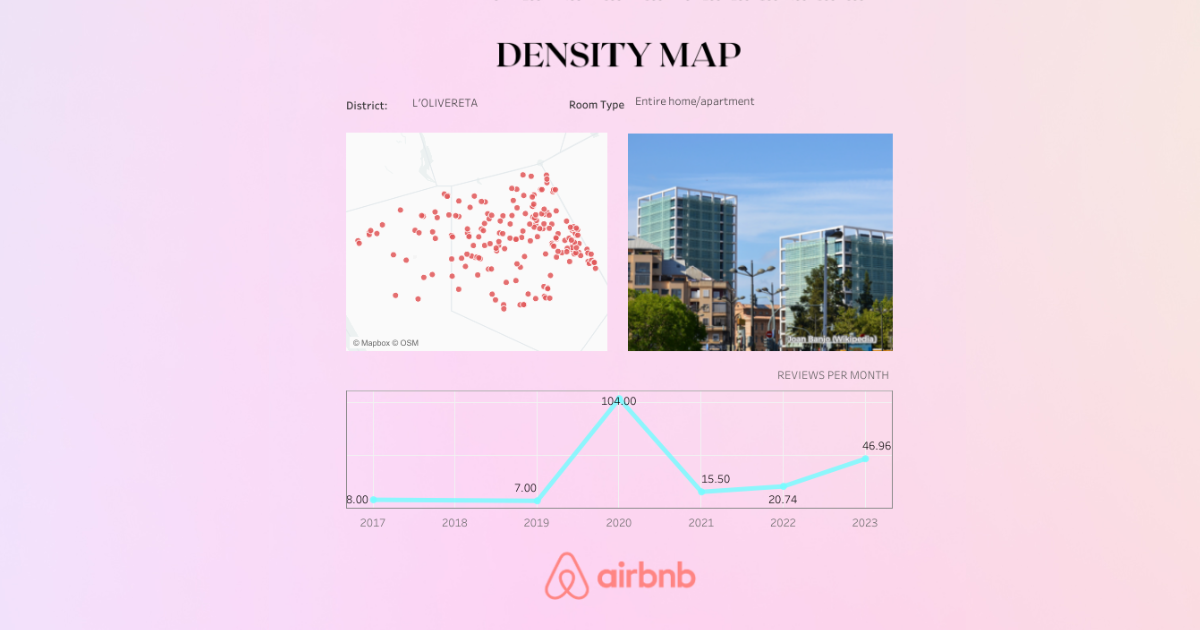 DENSITY MAP
District: L'OLIVERETA Room Type Entire home/apartment
© Mapbox © OSM
Joan Banjo (Wikipedia)
REVIEWS PER MONTH
104.00
46.96
15.50
7.00
8.00
20.74
2017 2018 2019 2020 2021 2022 2023
airbnb